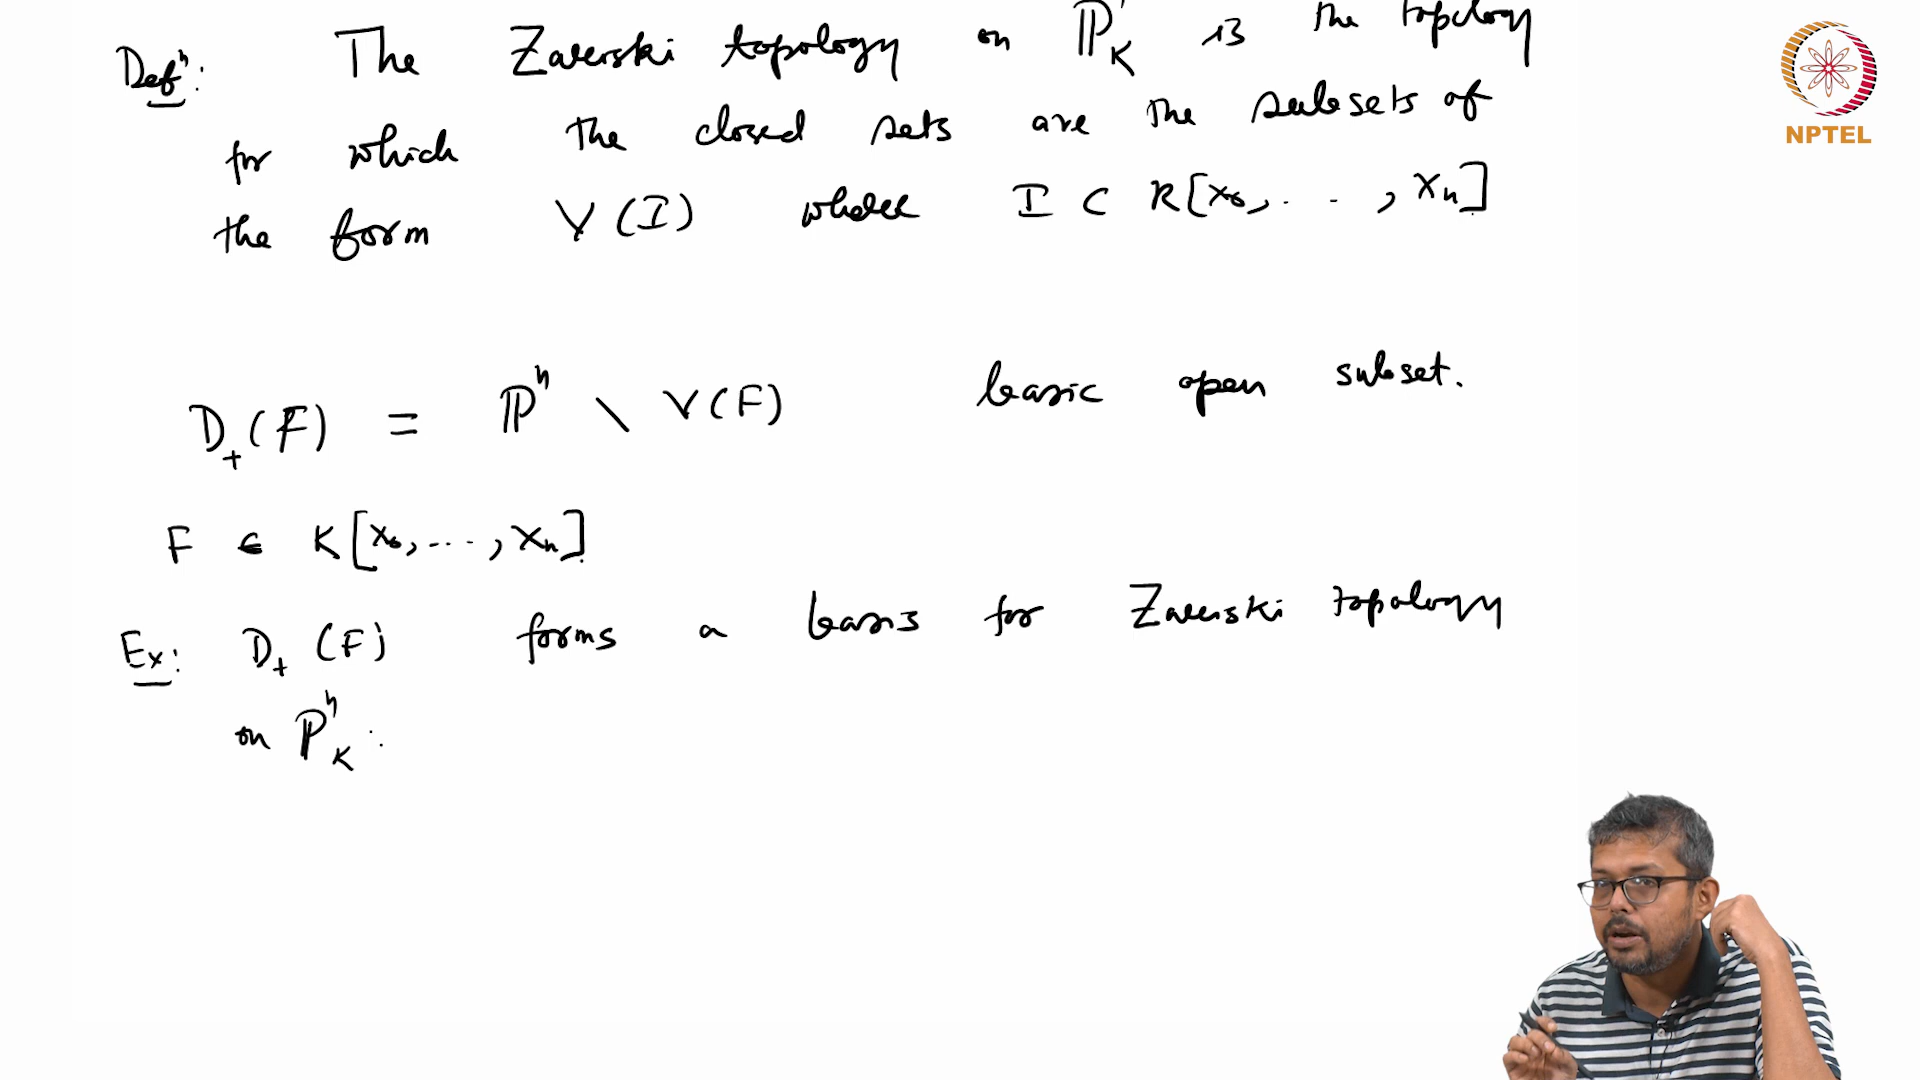 Defⁿ: The Zariski topology on ℙⁿ_K is the topology
for which the closed sets are the subsets of
the form V(I) where I ⊂ K[x₀, ..., xₙ]
D₊(F) = ℙⁿ \ V(F) basic open subset.
F ∈ K[x₀, ..., xₙ]
Ex: D₊(F) forms a basis for Zariski topology
on ℙⁿ_K.
NPTEL